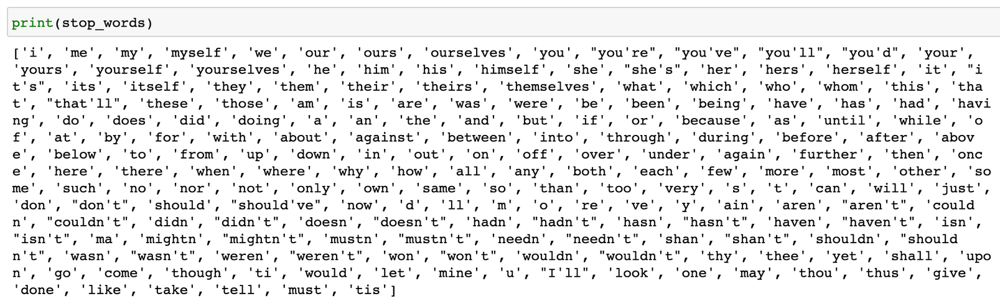 print(stop_words)
['i', 'me', 'my', 'myself', 'we', 'our', 'ours', 'ourselves', 'you', "you're", "you've", "you'll", "you'd", 'your',
'yours', 'yourself', 'yourselves', 'he', 'him', 'his', 'himself', 'she', "she's", 'her', 'hers', 'herself', 'it', "i
t's", 'its', 'itself', 'they', 'them', 'their', 'theirs', 'themselves', 'what', 'which', 'who', 'whom', 'this', 'tha
t', "that'll", 'these', 'those', 'am', 'is', 'are', 'was', 'were', 'be', 'been', 'being', 'have', 'has', 'had', 'havi
ng', 'do', 'does', 'did', 'doing', 'a', 'an', 'the', 'and', 'but', 'if', 'or', 'because', 'as', 'until', 'while', 'o
f', 'at', 'by', 'for', 'with', 'about', 'against', 'between', 'into', 'through', 'during', 'before', 'after', 'abov
e', 'below', 'to', 'from', 'up', 'down', 'in', 'out', 'on', 'off', 'over', 'under', 'again', 'further', 'then', 'onc
e', 'here', 'there', 'when', 'where', 'why', 'how', 'all', 'any', 'both', 'each', 'few', 'more', 'most', 'other', 'so
me', 'such', 'no', 'nor', 'not', 'only', 'own', 'same', 'so', 'than', 'too', 'very', 's', 't', 'can', 'will', 'just',
'don', "don't", 'should', "should've", 'now', 'd', 'll', 'm', 'o', 're', 've', 'y', 'ain', 'aren', "aren't", 'could
n', "couldn't", 'didn', "didn't", 'doesn', "doesn't", 'hadn', "hadn't", 'hasn', "hasn't", 'haven', "haven't", 'isn',
"isn't", 'ma', 'mightn', "mightn't", 'mustn', "mustn't", 'needn', "needn't", 'shan', "shan't", 'shouldn', "should
n't", 'wasn', "wasn't", 'weren', "weren't", 'won', "won't", 'wouldn', "wouldn't", 'thy', 'thee', 'yet', 'shall', 'upo
n', 'go', 'come', 'though', 'ti', 'would', 'let', 'mine', 'u', "I'll", 'look', 'one', 'may', 'thou', 'thus', 'give',
'done', 'like', 'take', 'tell', 'must', 'tis']